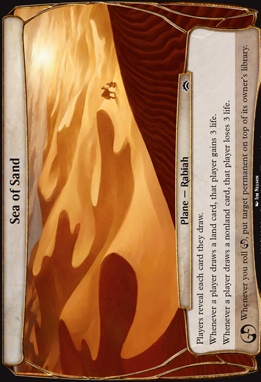 Sea of Sand
Plane — Rabiah
Players reveal each card they draw.
Whenever a player draws a land card, that player gains 3 life.
Whenever a player draws a nonland card, that player loses 3 life.
Whenever you roll , put target permanent on top of its owner's library.